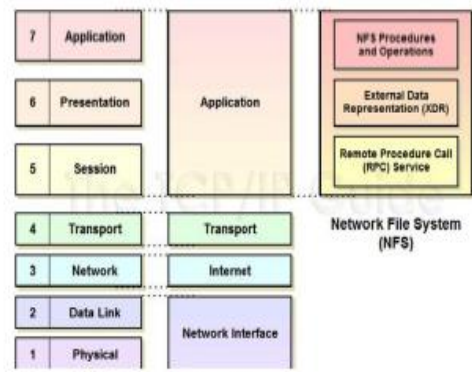 7 Application
6 Presentation
5 Session
4 Transport
3 Network
2 Data Link
1 Physical
Application
Transport
Internet
Network Interface
NFS Procedures
and Operations
External Data
Representation (XDR)
Remote Procedure Call
(RPC) Service
Network File System
(NFS)
The TCP/IP Guide